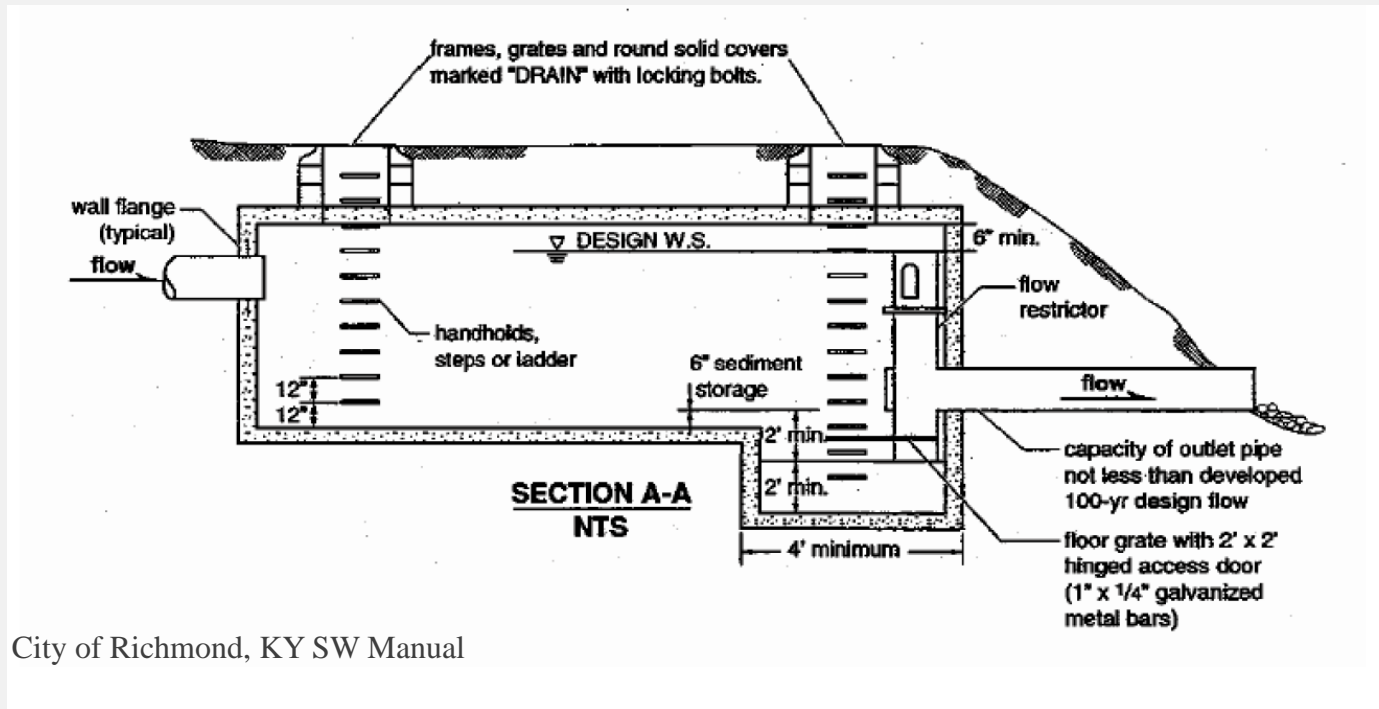 frames, grates and round solid covers
marked "DRAIN" with locking bolts.
wall flange
(typical)
flow
DESIGN W.S.
6" min.
flow
restrictor
handholds,
steps or ladder
6" sediment
storage
12"
12"
flow
2' min.
2' min.
capacity of outlet pipe
not less than developed
100-yr design flow
SECTION A-A
NTS
4' minimum
floor grate with 2' x 2'
hinged access door
(1" x 1/4" galvanized
metal bars)
City of Richmond, KY SW Manual